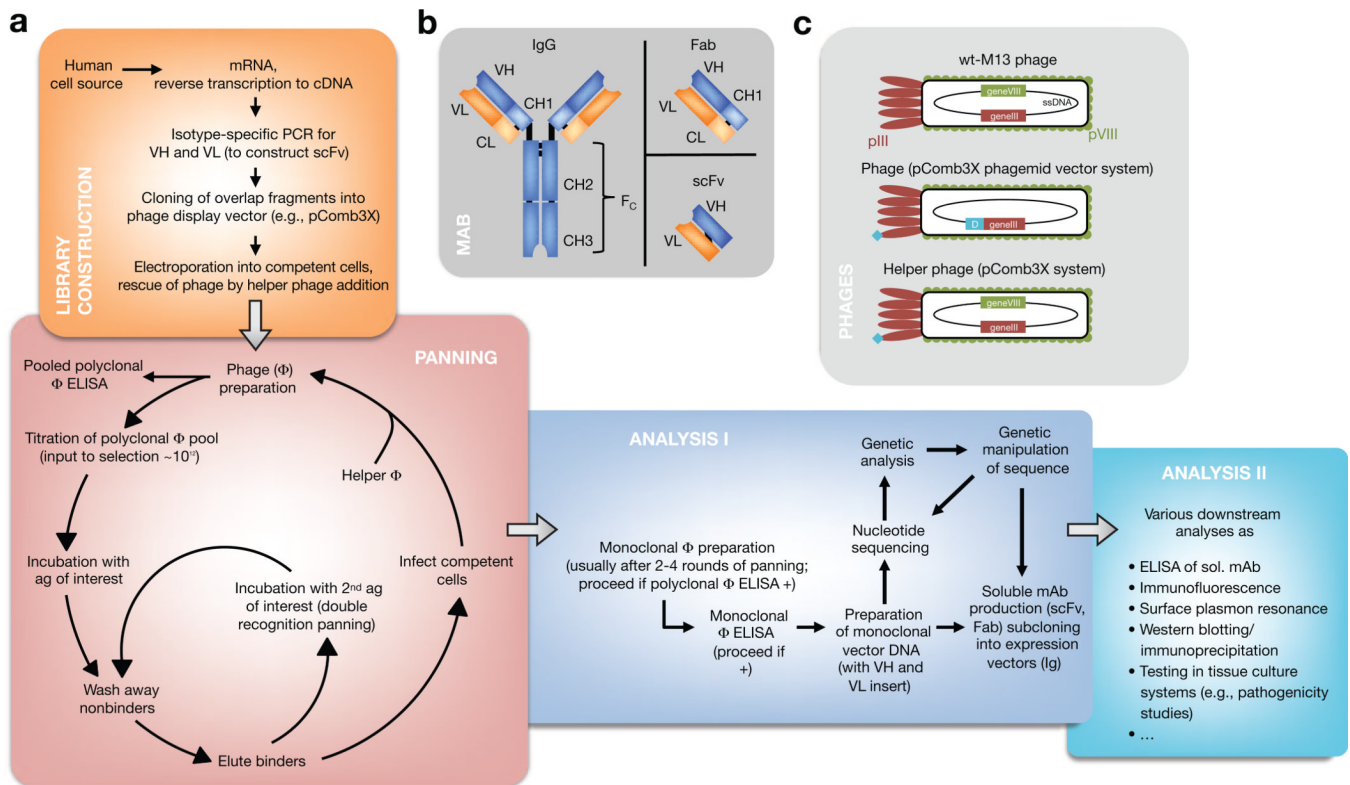 a
Human
cell source
mRNA,
reverse transcription to cDNA
Isotype-specific PCR for
VH and VL (to construct scFv)
Cloning of overlap fragments into
phage display vector (e.g., pComb3X)
Electroporation into competent cells,
rescue of phage by helper phage addition
LIBRARY
CONSTRUCTION
b
IgG
VH
VL
CH1
CL
CH2
CH3
FC
MAB
Fab
VH
CH1
VL
CL
scFv
VH
VL
c
wt-M13 phage
geneVIII
ssDNA
geneIII
pIII
pVIII
Phage (pComb3X phagemid vector system)
D
geneIII
Helper phage (pComb3X system)
geneVIII
geneIII
PHAGES
PANNING
Pooled polyclonal
Φ ELISA
Phage (Φ)
preparation
Titration of polyclonal Φ pool
(input to selection ~10¹²)
Helper Φ
Incubation with
ag of interest
Incubation with 2nd ag
of interest (double
recognition panning)
Infect competent
cells
Wash away
nonbinders
Elute binders
ANALYSIS I
Monoclonal Φ preparation
(usually after 2-4 rounds of panning;
proceed if polyclonal Φ ELISA +)
Monoclonal
Φ ELISA
(proceed if
+)
Preparation
of monoclonal
vector DNA
(with VH and
VL insert)
Nucleotide
sequencing
Genetic
analysis
Genetic
manipulation
of sequence
Soluble mAb
production (scFv,
Fab) subcloning
into expression
vectors (Ig)
ANALYSIS II
Various downstream
analyses as
• ELISA of sol. mAb
• Immunofluorescence
• Surface plasmon resonance
• Western blotting/
immunoprecipitation
• Testing in tissue culture
systems (e.g., pathogenicity
studies)
• ...